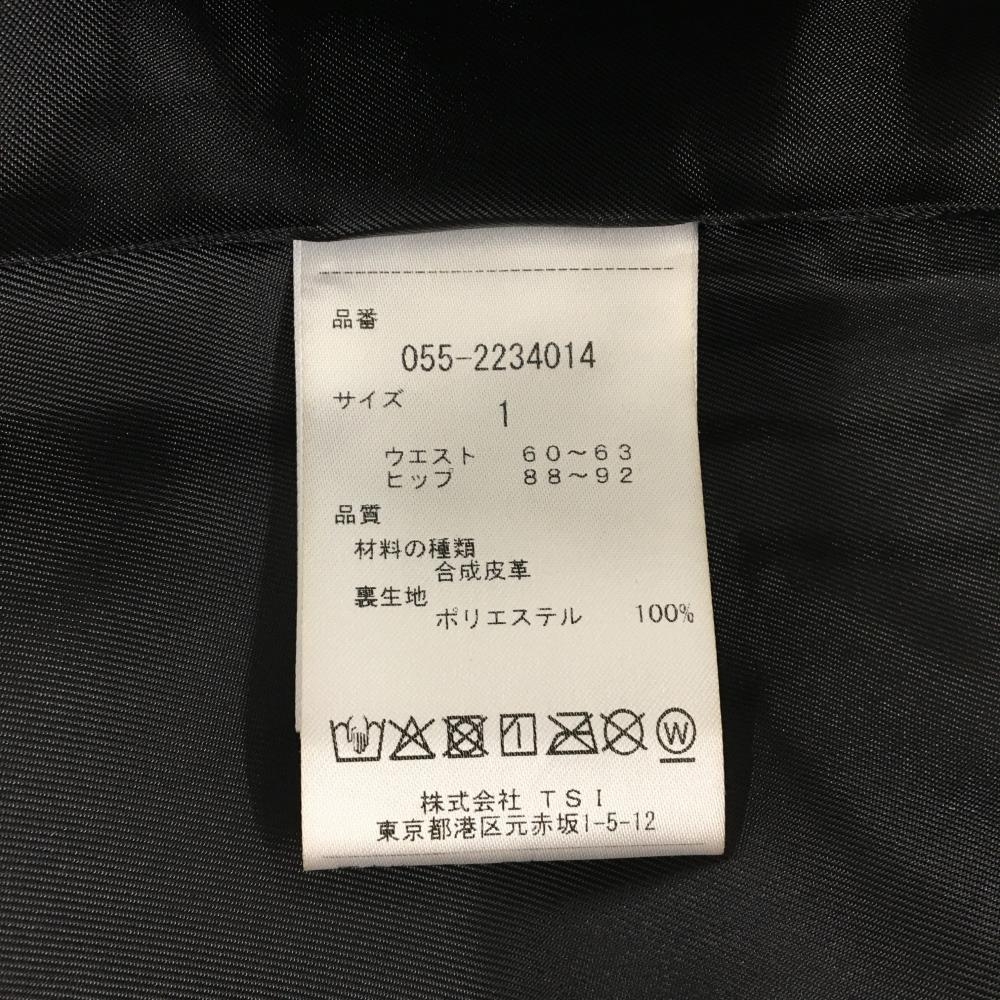 品番
055-2234014
サイズ
1
ウエスト 60～63
ヒップ 88～92
品質
材料の種類
合成皮革
裏生地
ポリエステル 100%
W
株式会社 TSI
東京都港区元赤坂1-5-12